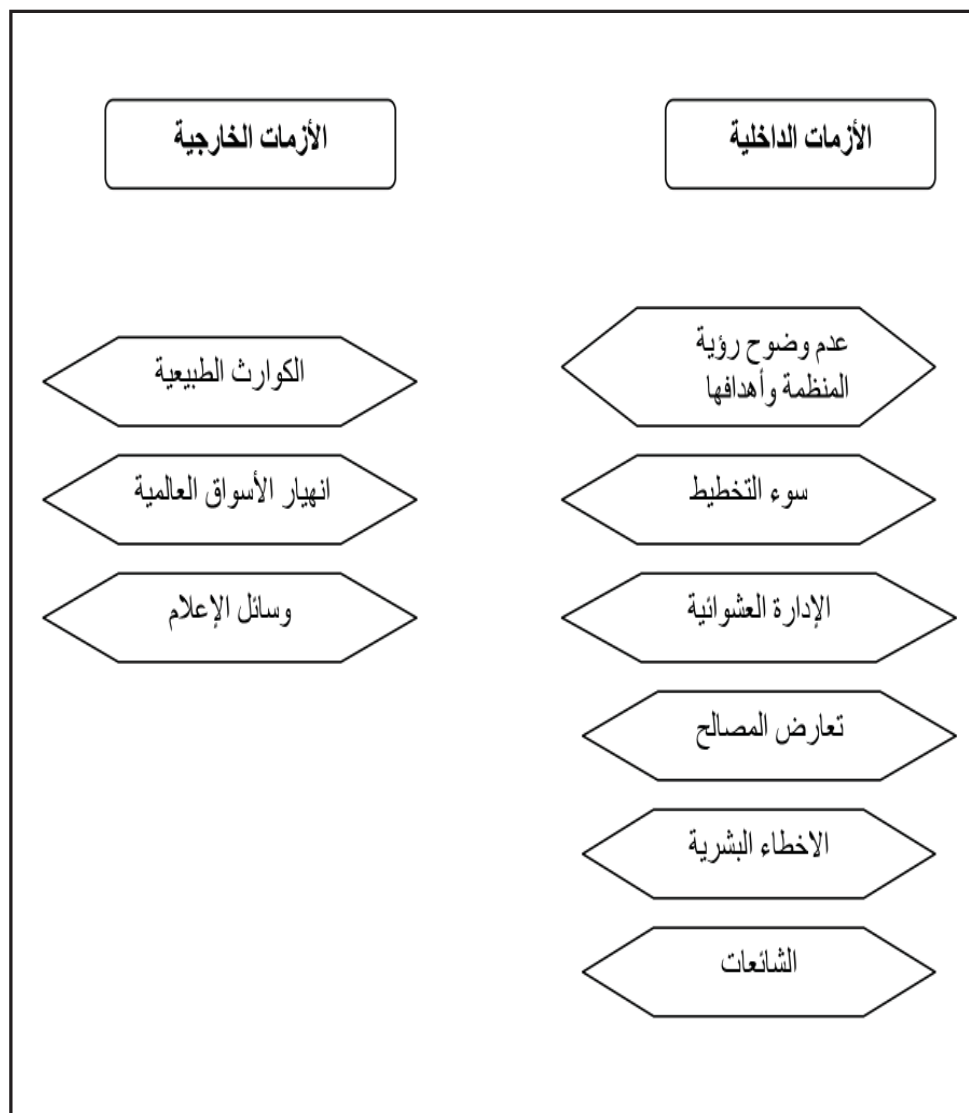 الأزمات الداخلية
عدم وضوح رؤية
المنظمة وأهدافها
سوء التخطيط
الإدارة العشوائية
تعارض المصالح
الاخطاء البشرية
الشائعات
الأزمات الخارجية
الكوارث الطبيعية
انهيار الأسواق العالمية
وسائل الإعلام